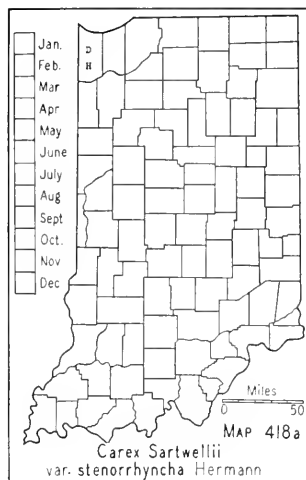 Jan.
Feb.
Mar
Apr
May
June
July
Aug
Sept
Oct.
Nov
Dec
D
H
Miles
0 50
MAP 418a
Carex Sartwellii
var. stenorrhyncha Hermann